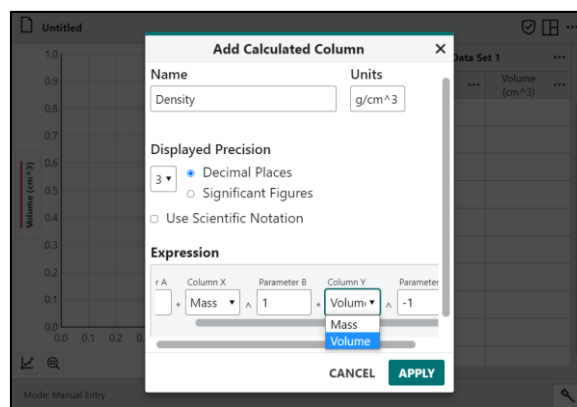 Untitled
Add Calculated Column
Name
Units
Density
g/cm^3
Displayed Precision
3
Decimal Places
Significant Figures
Use Scientific Notation
Expression
r A Column X Parameter B Column Y Parameter
* Mass ^ 1 * Volum ^ -1
Mass
Volume
CANCEL APPLY
Data Set 1
Volume
(cm^3)
1.0
0.9
0.8
0.7
0.6
0.5
0.4
0.3
0.2
0.1
0.0
0.0 0.1 0.2 0.
Volume (cm^3)
Mode: Manual Entry